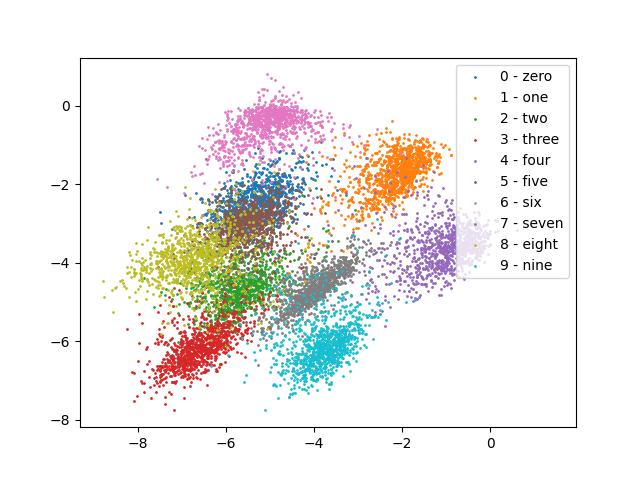 0 - zero
1 - one
2 - two
3 - three
4 - four
5 - five
6 - six
7 - seven
8 - eight
9 - nine
0
−2
−4
−6
−8
−8 −6 −4 −2 0